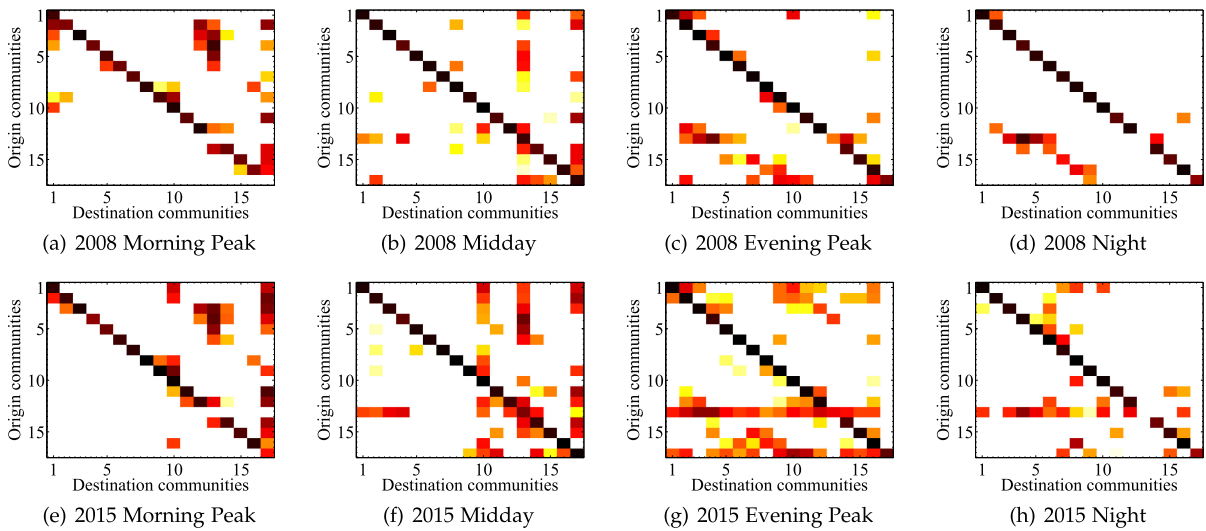 Origin communities
1
5
10
15
1 5 10 15
Destination communities
(a) 2008 Morning Peak
Origin communities
1
5
10
15
1 5 10 15
Destination communities
(b) 2008 Midday
Origin communities
1
5
10
15
1 5 10 15
Destination communities
(c) 2008 Evening Peak
Origin communities
1
5
10
15
1 5 10 15
Destination communities
(d) 2008 Night
Origin communities
1
5
10
15
1 5 10 15
Destination communities
(e) 2015 Morning Peak
Origin communities
1
5
10
15
1 5 10 15
Destination communities
(f) 2015 Midday
Origin communities
1
5
10
15
1 5 10 15
Destination communities
(g) 2015 Evening Peak
Origin communities
1
5
10
15
1 5 10 15
Destination communities
(h) 2015 Night